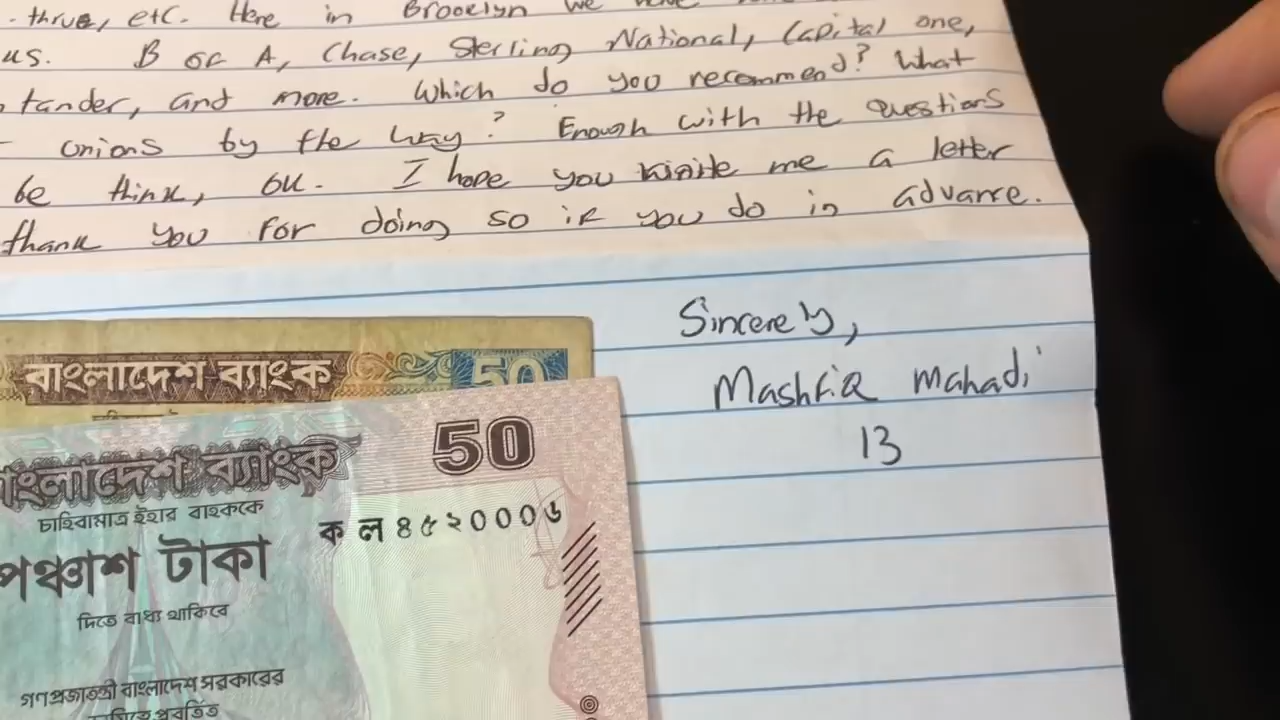 thrus, etc. Here in Brooklyn we have
us. B of A, Chase, Sterling National, Capital one,
tander, and more. Which do you recommend? What
unions by the way? Enough with the questions
be think, ok. I hope you write me a letter
thank you for doing so if you do in advance.
Sincerely,
Mashfiq Mahadi
13
বাংলাদেশ ব্যাংক
50
বাংলাদেশ ব্যাংক
50
চাহিবামাত্র ইহার বাহককে
ক ল ৪৫২০০০৬
পঞ্চাশ টাকা
দিতে বাধ্য থাকিবে
গণপ্রজাতন্ত্রী বাংলাদেশ সরকারের
প্রবর্তিত